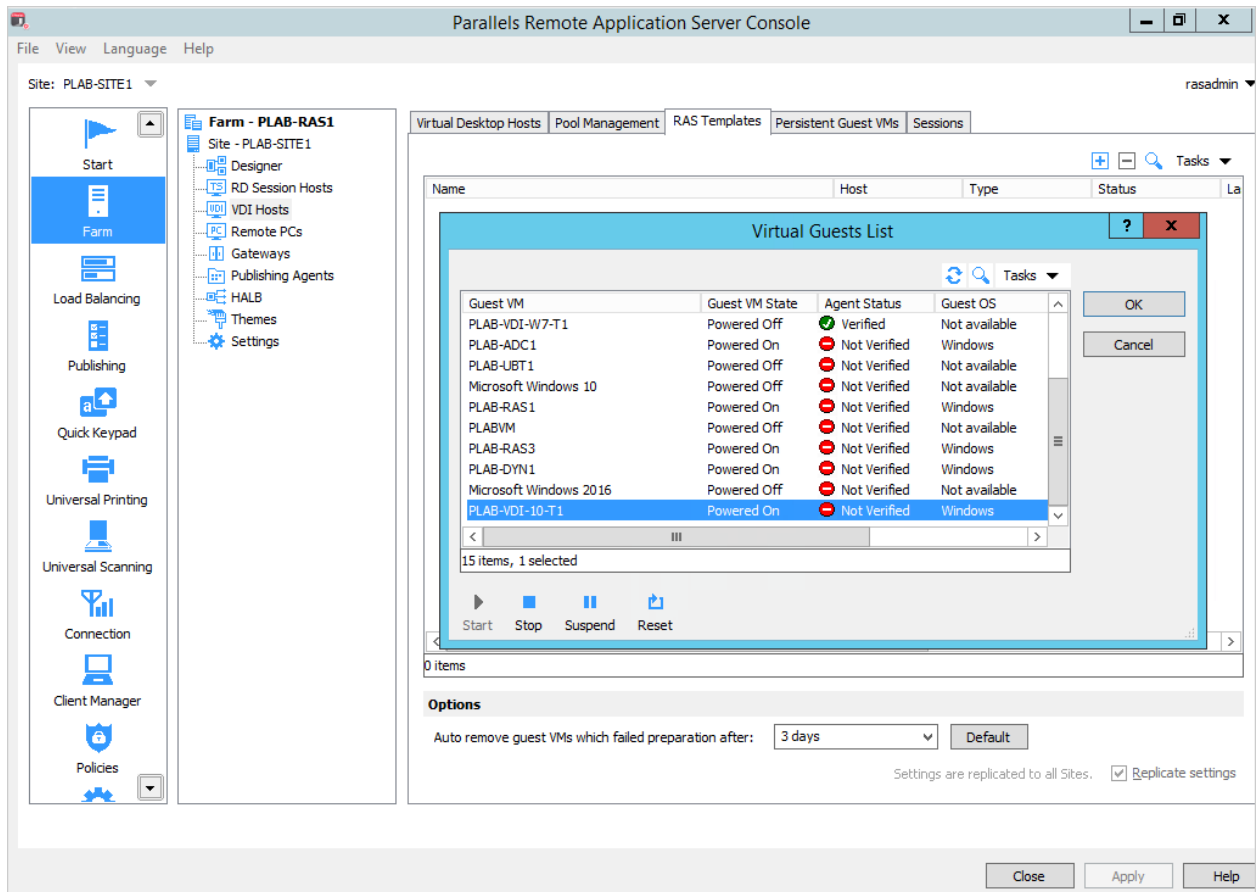 Parallels Remote Application Server Console
File View Language Help
Site: PLAB-SITE1
rasadmin
Start
Farm
Load Balancing
Publishing
Quick Keypad
Universal Printing
Universal Scanning
Connection
Client Manager
Policies
Farm - PLAB-RAS1
Site - PLAB-SITE1
Designer
TS RD Session Hosts
VDI VDI Hosts
PC Remote PCs
Gateways
Publishing Agents
HALB
Themes
Settings
Virtual Desktop Hosts Pool Management RAS Templates Persistent Guest VMs Sessions
Tasks
Name Host Type Status La
Virtual Guests List ? x
Tasks
Guest VM Guest VM State Agent Status Guest OS
PLAB-VDI-W7-T1 Powered Off Verified Not available
PLAB-ADC1 Powered On Not Verified Windows
PLAB-UBT1 Powered Off Not Verified Not available
Microsoft Windows 10 Powered Off Not Verified Not available
PLAB-RAS1 Powered On Not Verified Windows
PLABVM Powered Off Not Verified Not available
PLAB-RAS3 Powered On Not Verified Windows
PLAB-DYN1 Powered On Not Verified Windows
Microsoft Windows 2016 Powered Off Not Verified Not available
PLAB-VDI-10-T1 Powered On Not Verified Windows
15 items, 1 selected
OK
Cancel
Start Stop Suspend Reset
0 items
Options
Auto remove guest VMs which failed preparation after: 3 days Default
Settings are replicated to all Sites. Replicate settings
Close Apply Help